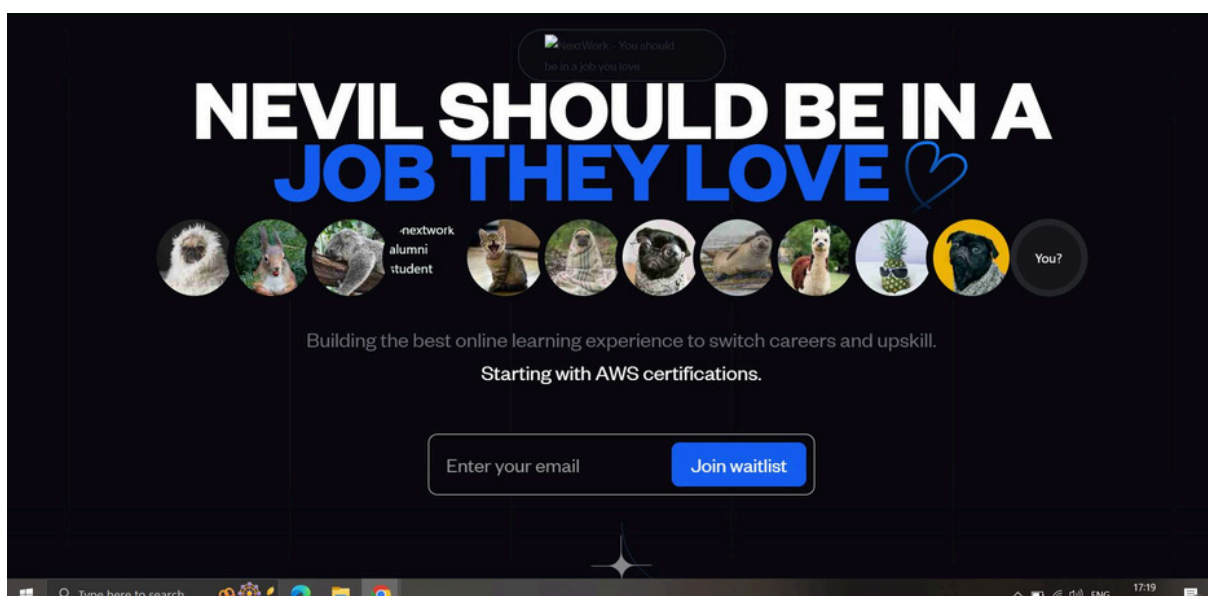 NextWork - You should
be in a job you love
NEVIL SHOULD BE IN A
JOB THEY LOVE
-nextwork
alumni
student
You?
Building the best online learning experience to switch careers and upskill.
Starting with AWS certifications.
Enter your email
Join waitlist
Type here to search
ENG
17:19